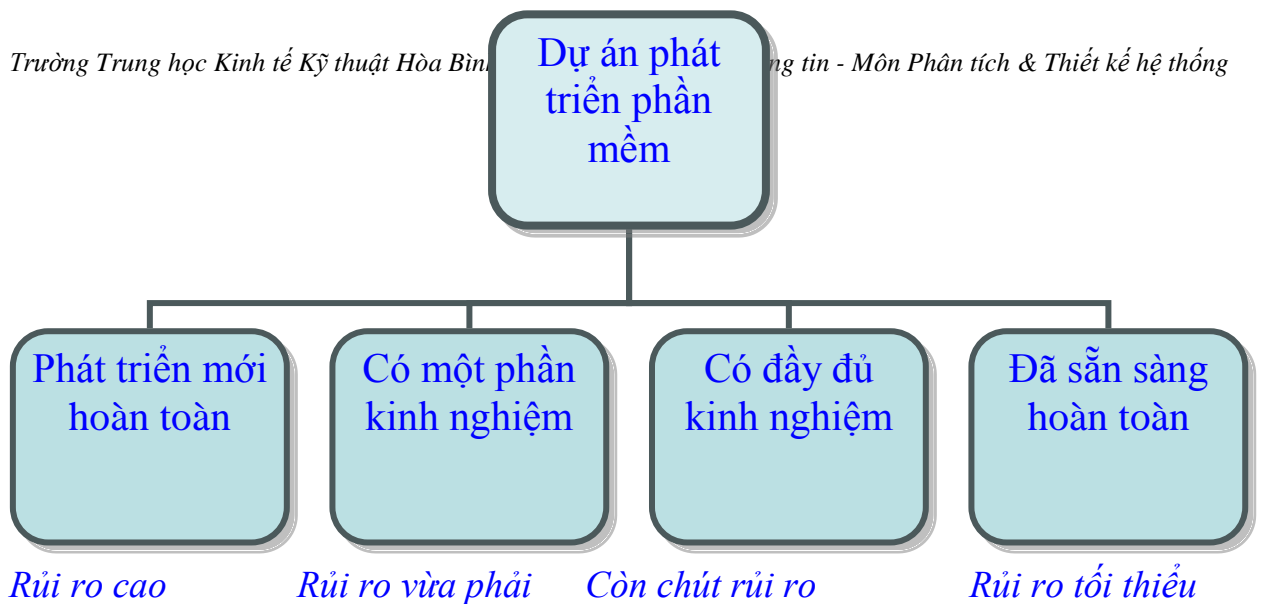 Trường Trung học Kinh tế Kỹ thuật Hòa tin - Môn Phân tích & Thiết kế hệ thống
Dự án phát
triển phần
mềm
Phát triển mới
hoàn toàn
Có một phần
kinh nghiệm
Có đầy đủ
kinh nghiệm
Đã sẵn sàng
hoàn toàn
Rủi ro cao
Rủi ro vừa phải
Còn chút rủi ro
Rủi ro tối thiểu